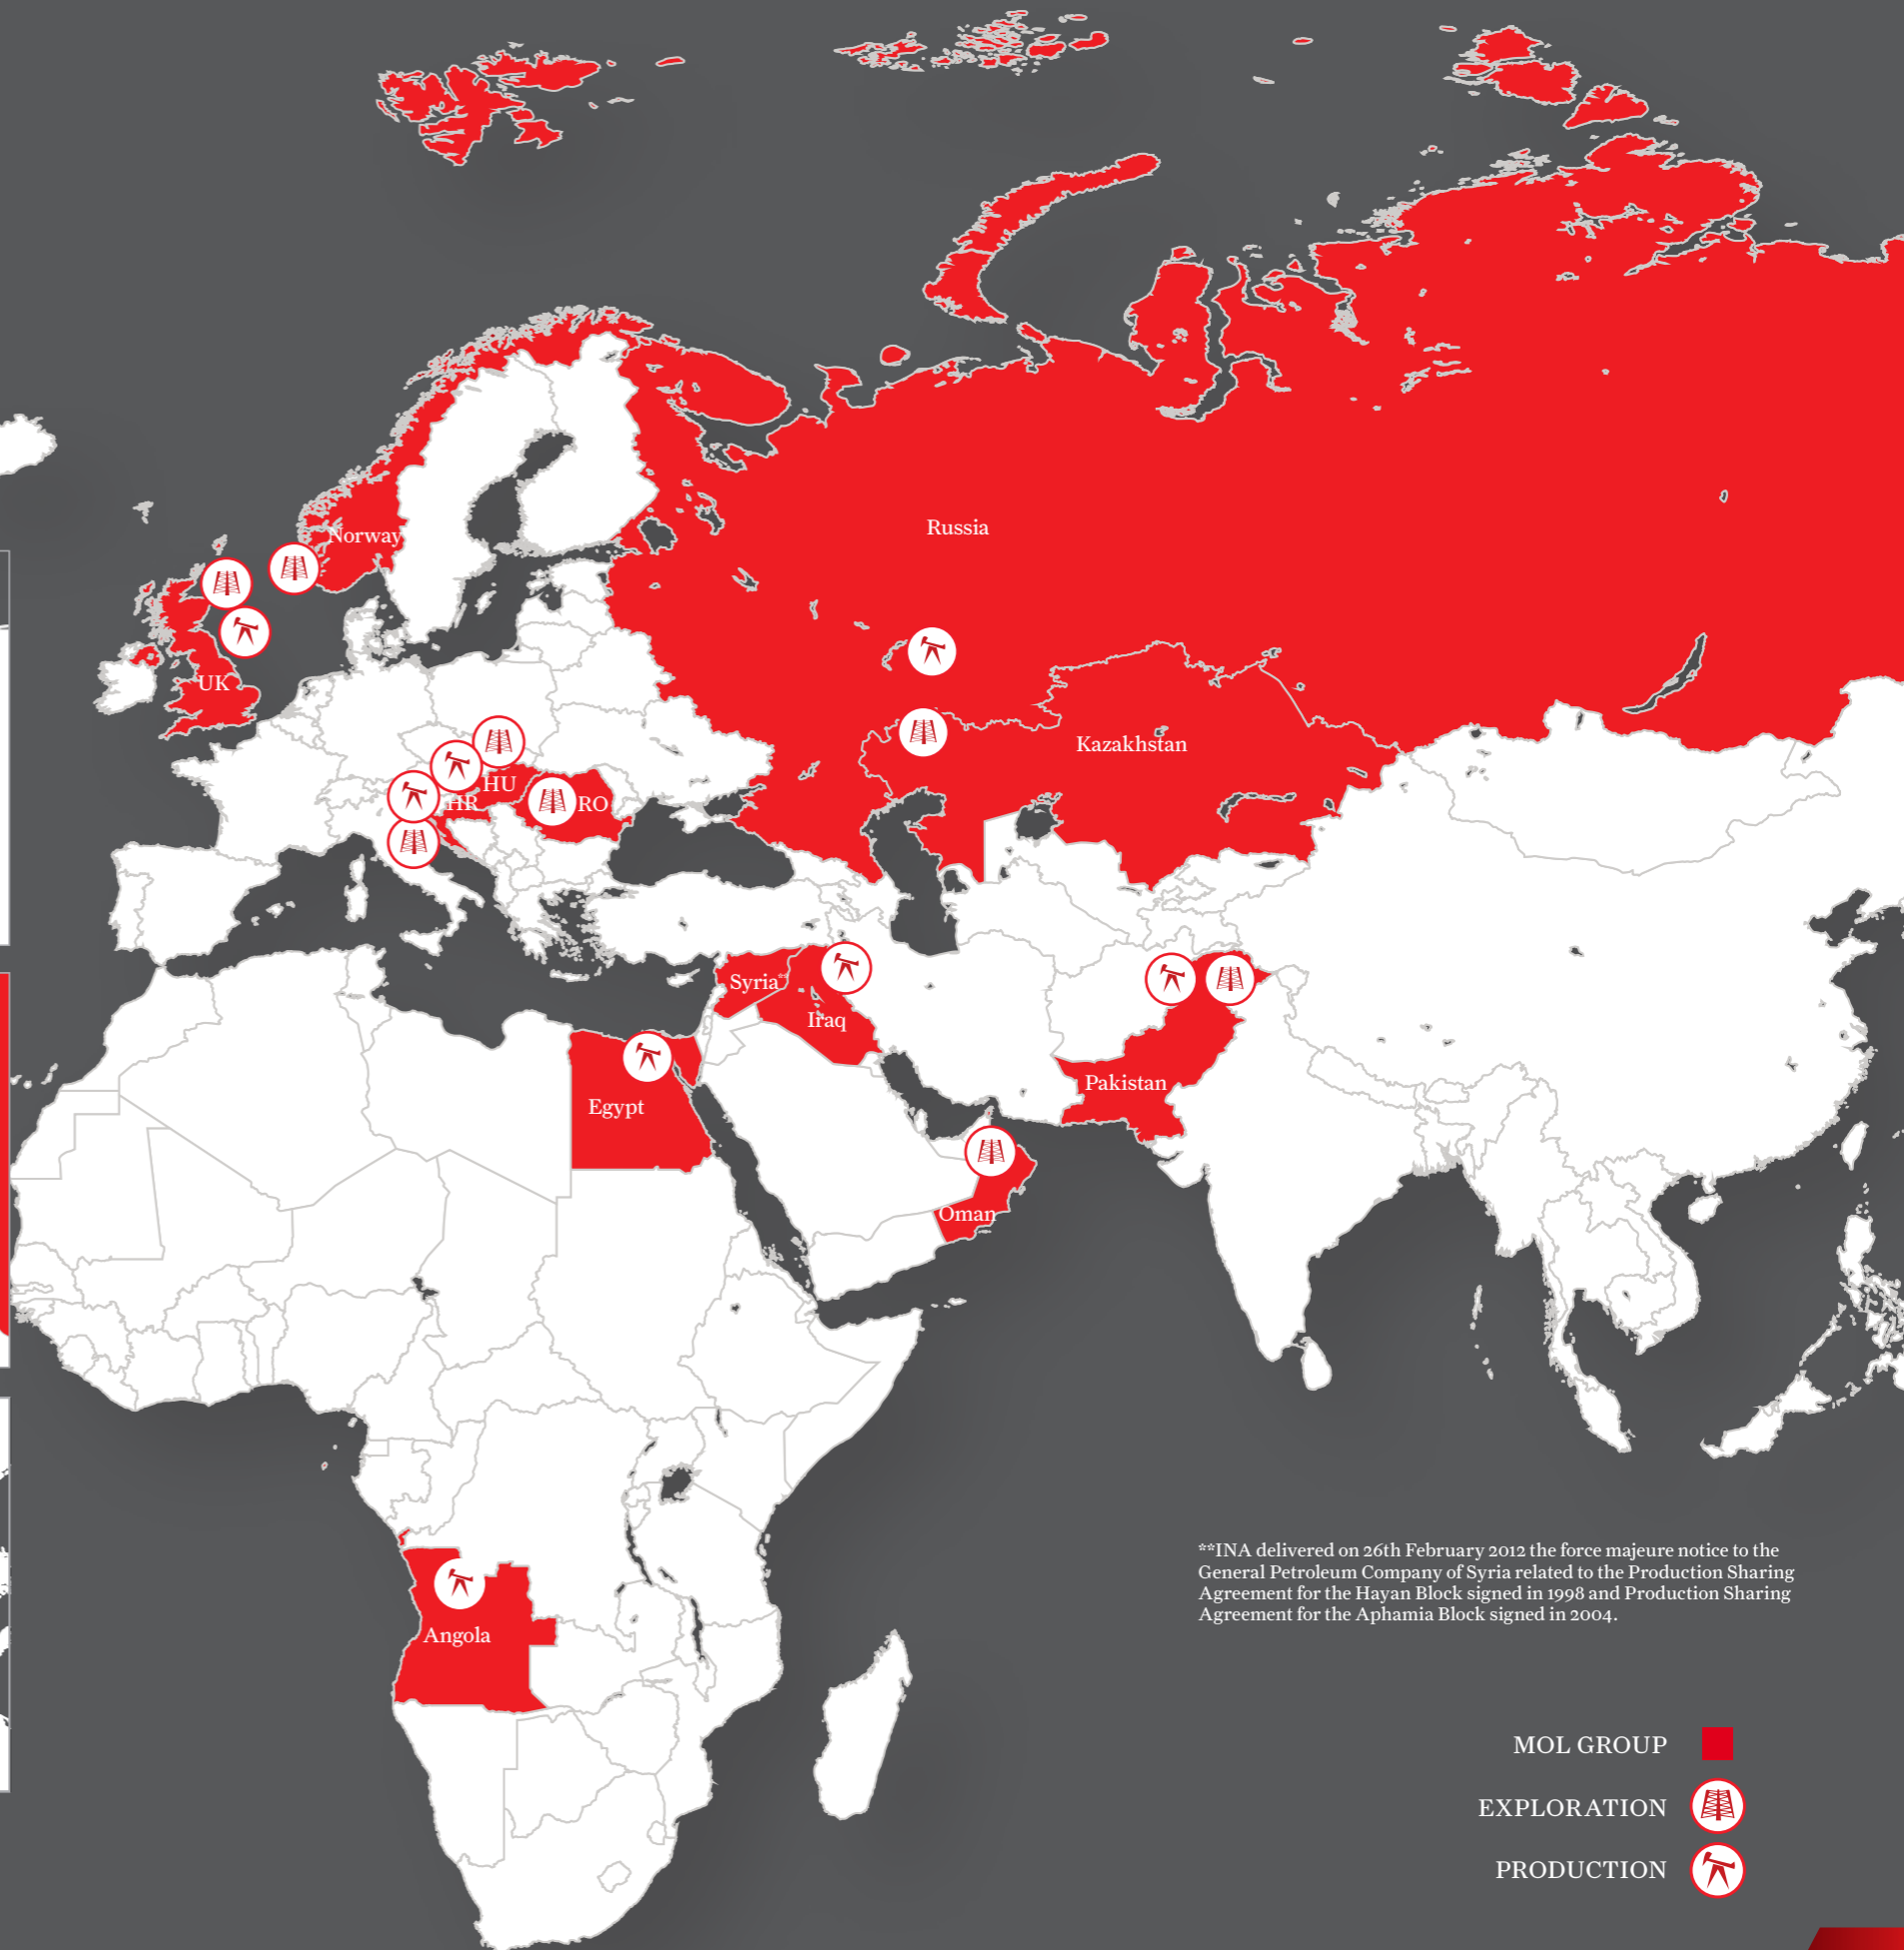 Russia
Norway
UK
Kazakhstan
HU
HR
RO
Syria**
Iraq
Pakistan
Egypt
Oman
Angola
**INA delivered on 26th February 2012 the force majeure notice to the
General Petroleum Company of Syria related to the Production Sharing
Agreement for the Hayan Block signed in 1998 and Production Sharing
Agreement for the Aphamia Block signed in 2004.
MOL GROUP
EXPLORATION
PRODUCTION